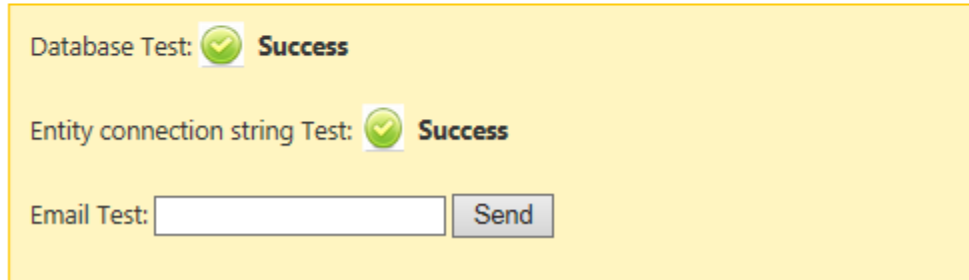 Database Test: Success
Entity connection string Test: Success
Email Test: Send